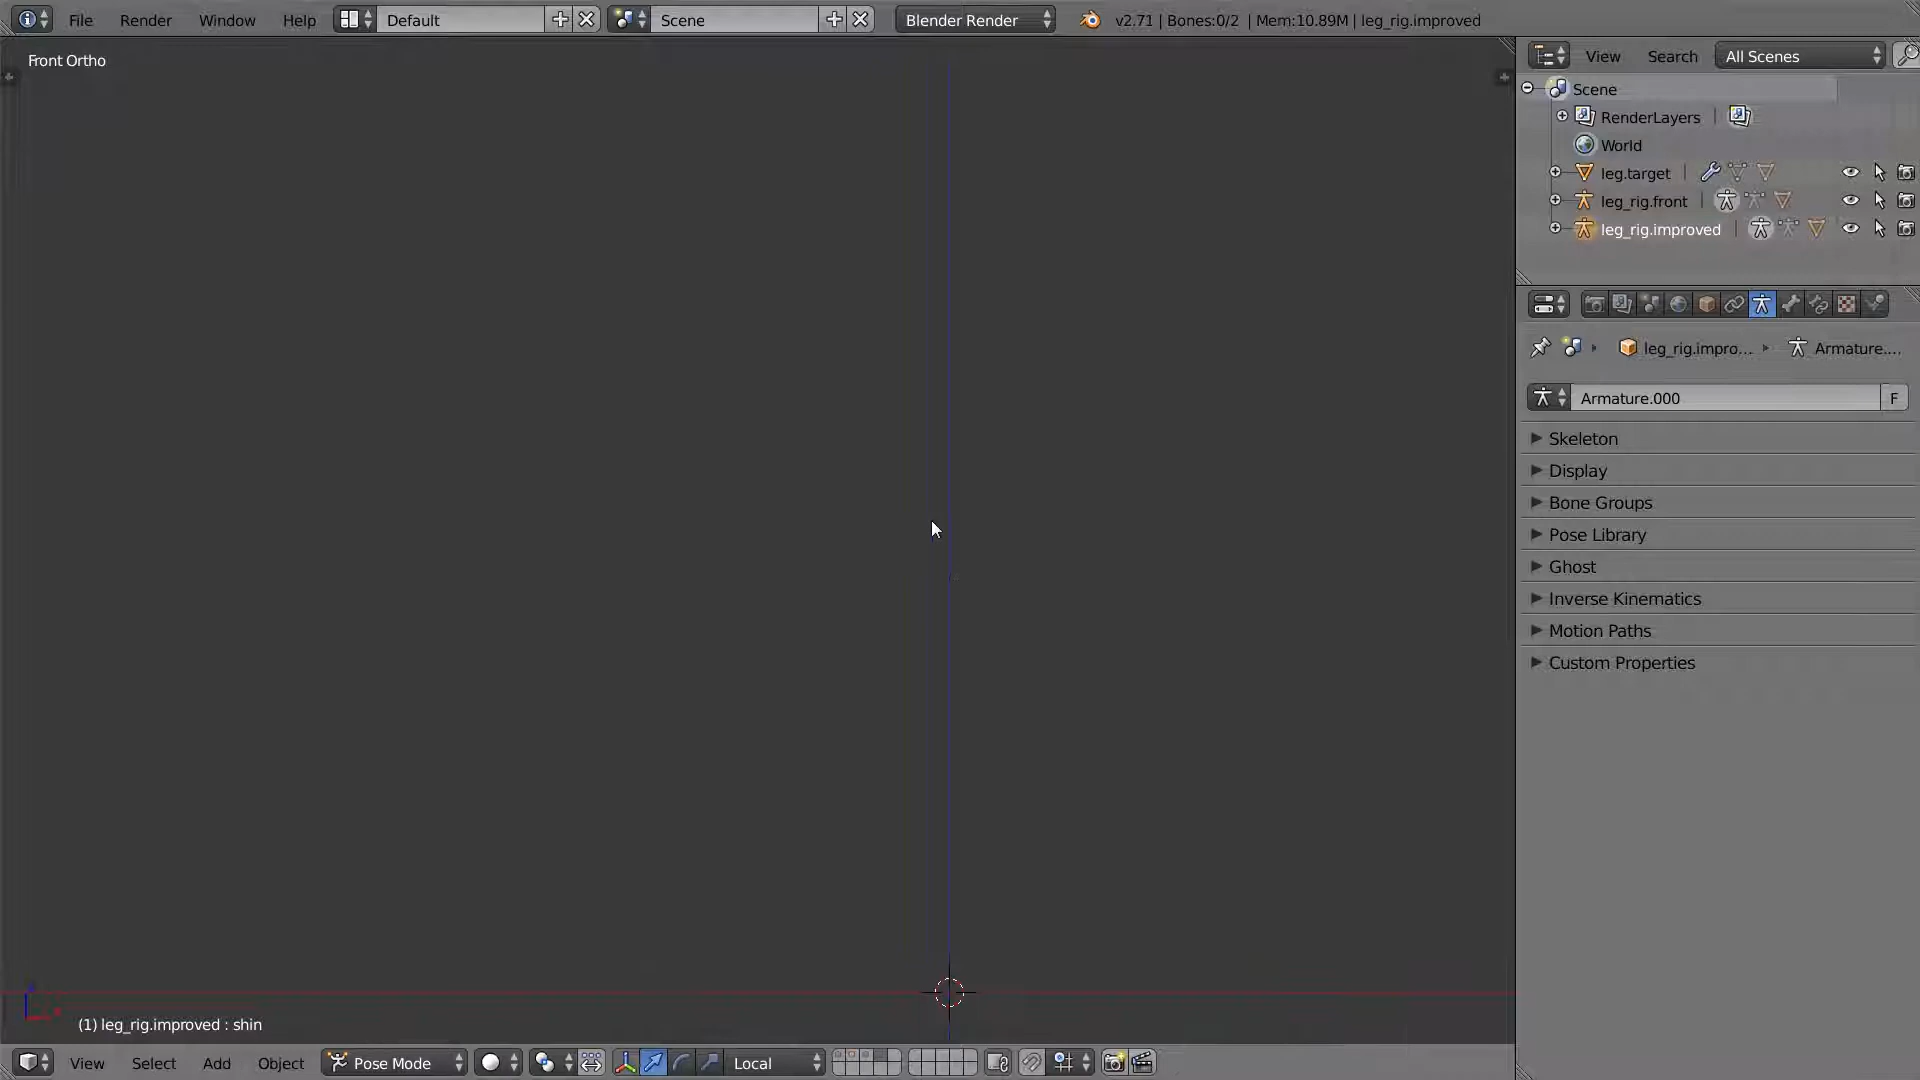 File Render Window Help Default Scene Blender Render v2.71 | Bones:0/2 | Mem:10.89M | leg_rig.improved
Front Ortho
View Search All Scenes
Scene
RenderLayers
World
leg.target
leg_rig.front
leg_rig.improved
leg_rig.impro... Armature....
Armature.000 F
Skeleton
Display
Bone Groups
Pose Library
Ghost
Inverse Kinematics
Motion Paths
Custom Properties
(1) leg_rig.improved : shin
View Select Add Object Pose Mode Local